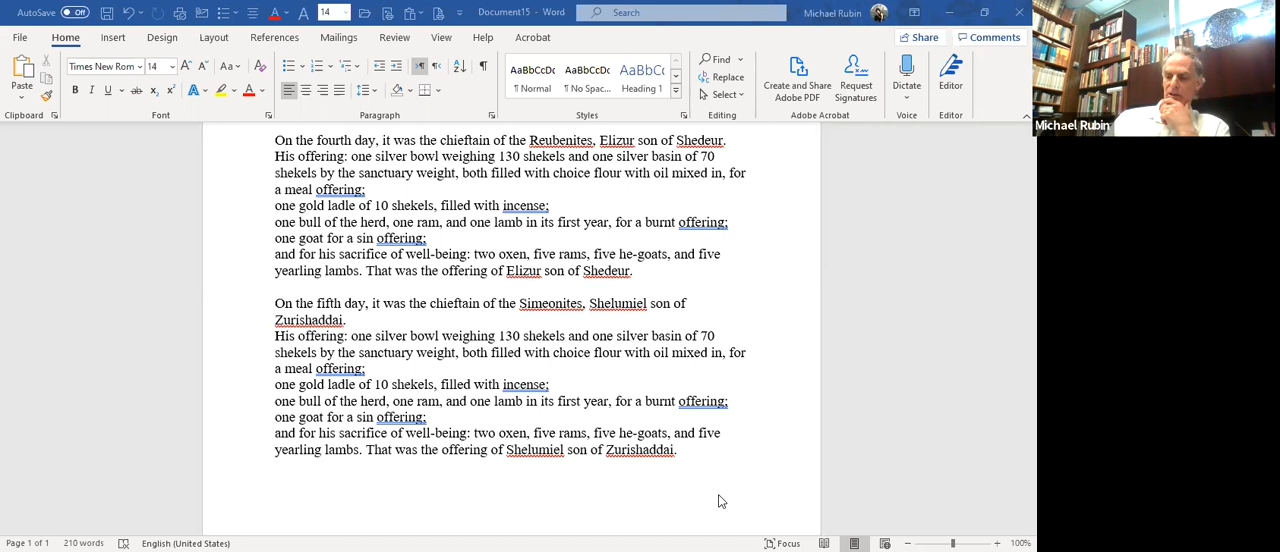 AutoSave Off Document15 - Word Search Michael Rubin
File Home Insert Design Layout References Mailings Review View Help Acrobat Share Comments
Times New Rom 14 Aa AaBbCcDc AaBbCcDc AaBbCc Find
Paste Replace Create and Share Request Dictate Editor
B I U ab x₂ x² A A ¶ Normal ¶ No Spac... Heading 1 Select Adobe PDF Signatures
Clipboard Font Paragraph Styles Editing Adobe Acrobat Voice Editor
Michael Rubin
On the fourth day, it was the chieftain of the Reubenites, Elizur son of Shedeur.
His offering: one silver bowl weighing 130 shekels and one silver basin of 70
shekels by the sanctuary weight, both filled with choice flour with oil mixed in, for
a meal offering;
one gold ladle of 10 shekels, filled with incense;
one bull of the herd, one ram, and one lamb in its first year, for a burnt offering;
one goat for a sin offering;
and for his sacrifice of well-being: two oxen, five rams, five he-goats, and five
yearling lambs. That was the offering of Elizur son of Shedeur.
On the fifth day, it was the chieftain of the Simeonites, Shelumiel son of
Zurishaddai.
His offering: one silver bowl weighing 130 shekels and one silver basin of 70
shekels by the sanctuary weight, both filled with choice flour with oil mixed in, for
a meal offering;
one gold ladle of 10 shekels, filled with incense;
one bull of the herd, one ram, and one lamb in its first year, for a burnt offering;
one goat for a sin offering;
and for his sacrifice of well-being: two oxen, five rams, five he-goats, and five
yearling lambs. That was the offering of Shelumiel son of Zurishaddai.
Page 1 of 1 210 words English (United States) Focus 100%